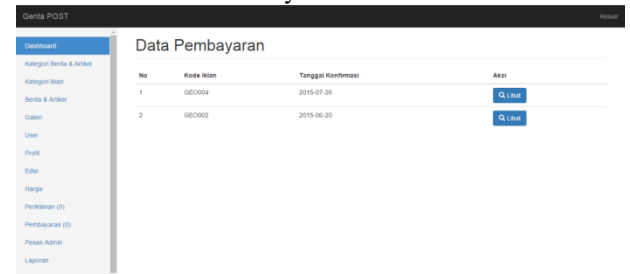 Genta POST
Keluar
Dashboard
Kategori Berita & Artikel
Kategori Iklan
Berita & Artikel
Galeri
User
Profil
Edisi
Harga
Periklanan (0)
Pembayaran (0)
Pesan Admin
Laporan
Data Pembayaran
No Kode Iklan Tanggal Konfirmasi Aksi
1 GEO004 2015-07-26 Lihat
2 GEO002 2015-06-20 Lihat